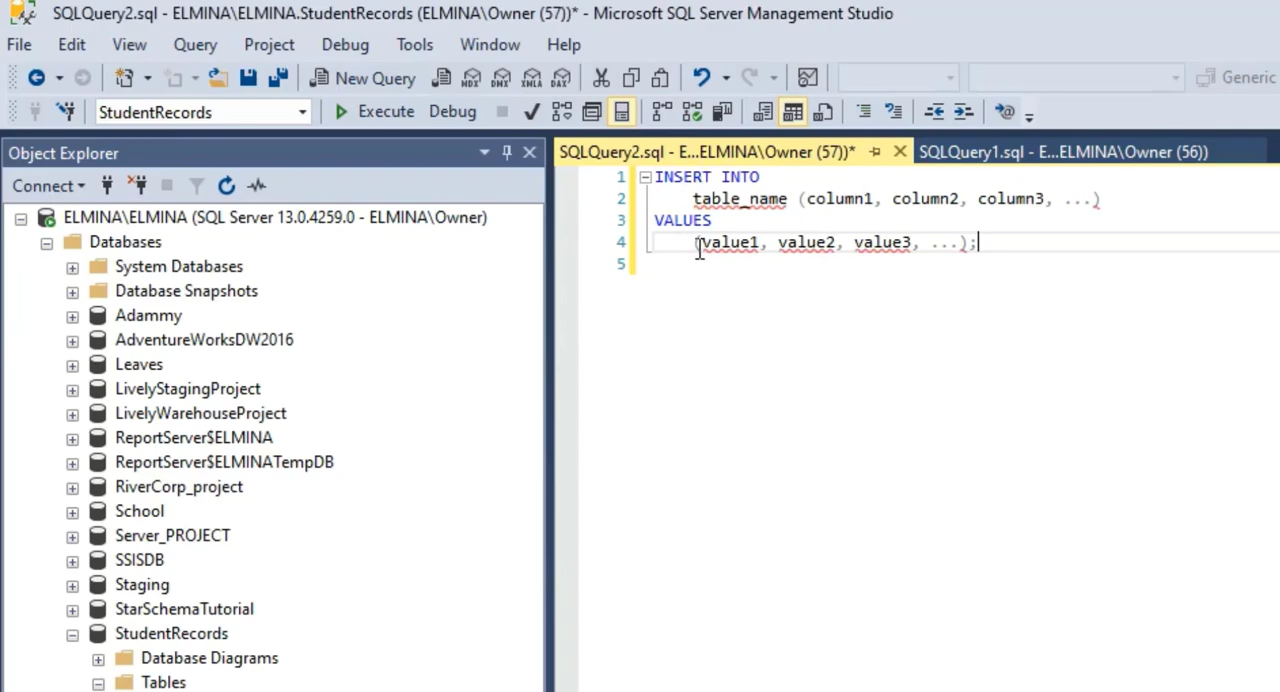 SQLQuery2.sql - ELMINA\ELMINA.StudentRecords (ELMINA\Owner (57))* - Microsoft SQL Server Management Studio
File Edit View Query Project Debug Tools Window Help
New Query MDX DMX XMLA DAX Generic
StudentRecords Execute Debug
Object Explorer
SQLQuery2.sql - E...ELMINA\Owner (57))* SQLQuery1.sql - E...ELMINA\Owner (56))
Connect
ELMINA\ELMINA (SQL Server 13.0.4259.0 - ELMINA\Owner)
Databases
System Databases
Database Snapshots
Adammy
AdventureWorksDW2016
Leaves
LivelyStagingProject
LivelyWarehouseProject
ReportServer$ELMINA
ReportServer$ELMINATempDB
RiverCorp_project
School
Server_PROJECT
SSISDB
Staging
StarSchemaTutorial
StudentRecords
Database Diagrams
Tables
1 INSERT INTO
2 table_name (column1, column2, column3, ...)
3 VALUES
4 (value1, value2, value3, ...);
5